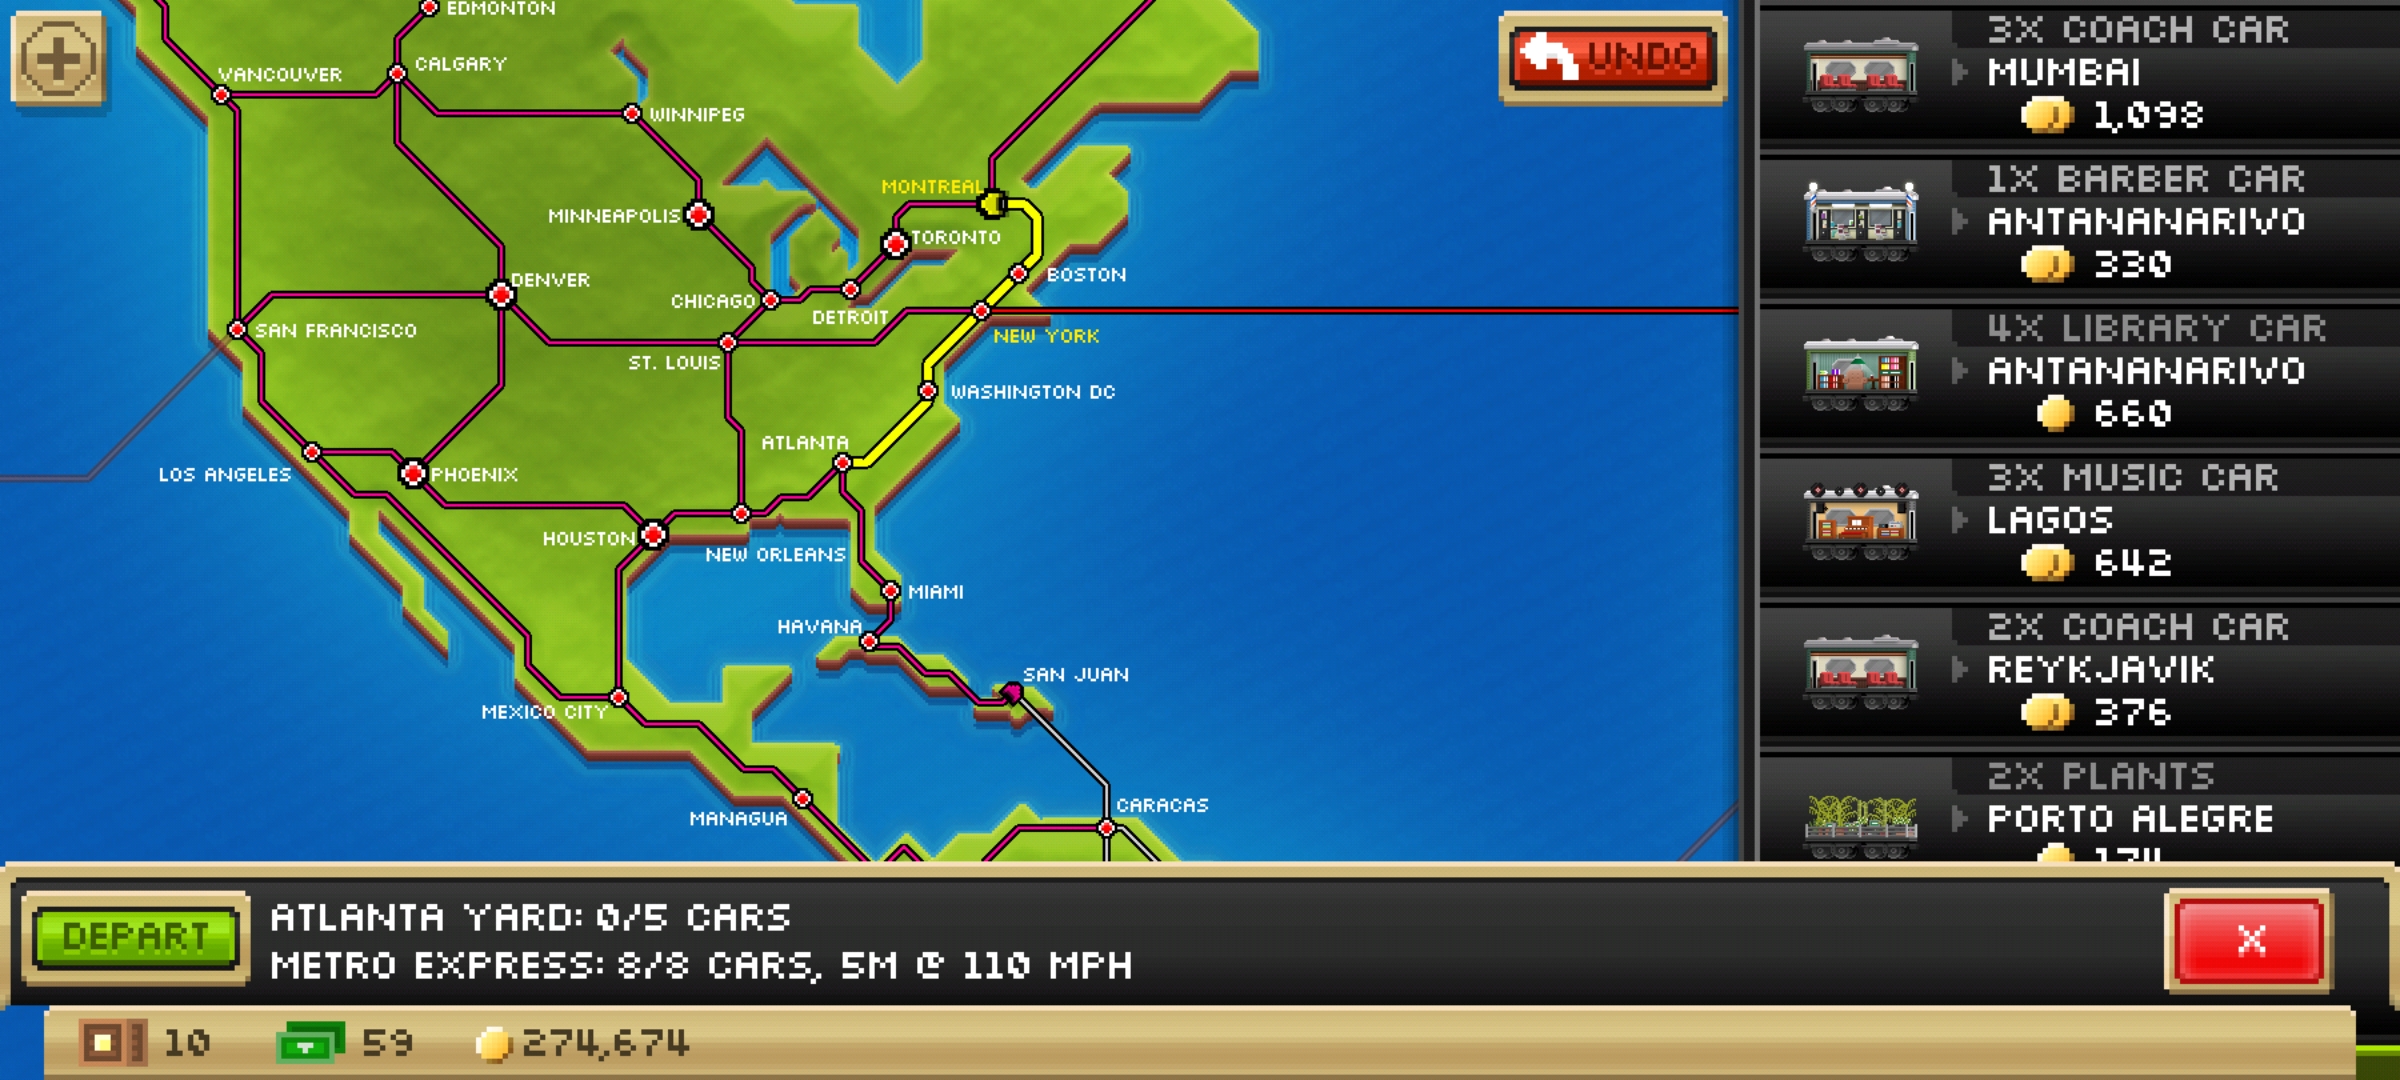 EDMONTON
CALGARY
VANCOUVER
WINNIPEG
MONTREAL
MINNEAPOLIS
TORONTO
BOSTON
DENVER
CHICAGO
DETROIT
SAN FRANCISCO
NEW YORK
ST. LOUIS
WASHINGTON DC
ATLANTA
LOS ANGELES
PHOENIX
HOUSTON
NEW ORLEANS
MIAMI
HAVANA
SAN JUAN
MEXICO CITY
CARACAS
MANAGUA
UNDO
3X COACH CAR
MUMBAI
1,098
1X BARBER CAR
ANTANANARIVO
330
4X LIBRARY CAR
ANTANANARIVO
660
3X MUSIC CAR
LAGOS
642
2X COACH CAR
REYKJAVIK
376
2X PLANTS
PORTO ALEGRE
DEPART
ATLANTA YARD: 0/5 CARS
METRO EXPRESS: 8/8 CARS, 5M @ 110 MPH
X
10
59
274,674